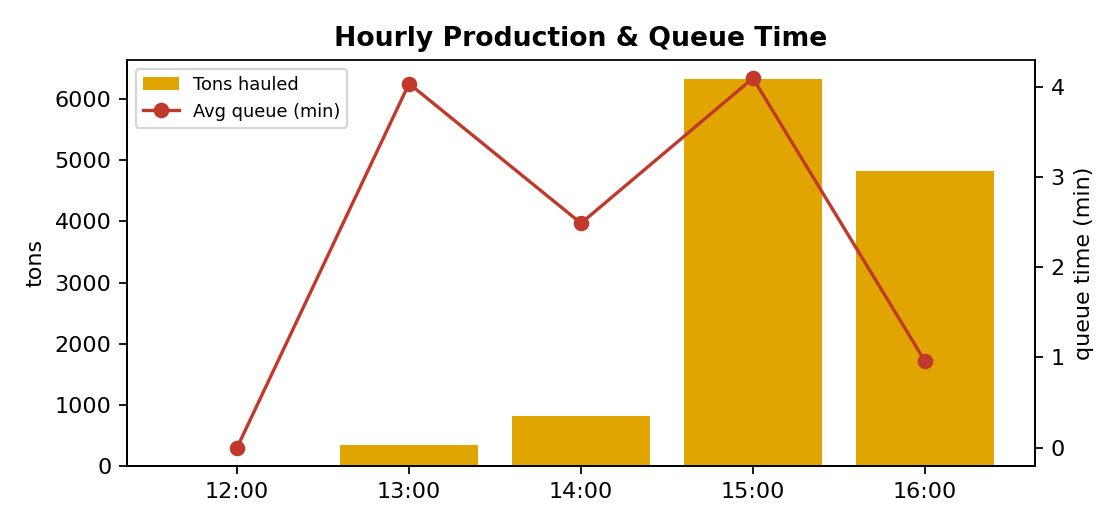 Hourly Production & Queue Time
Tons hauled
Avg queue (min)
tons
6000
5000
4000
3000
2000
1000
0
queue time (min)
4
3
2
1
0
12:00 13:00 14:00 15:00 16:00